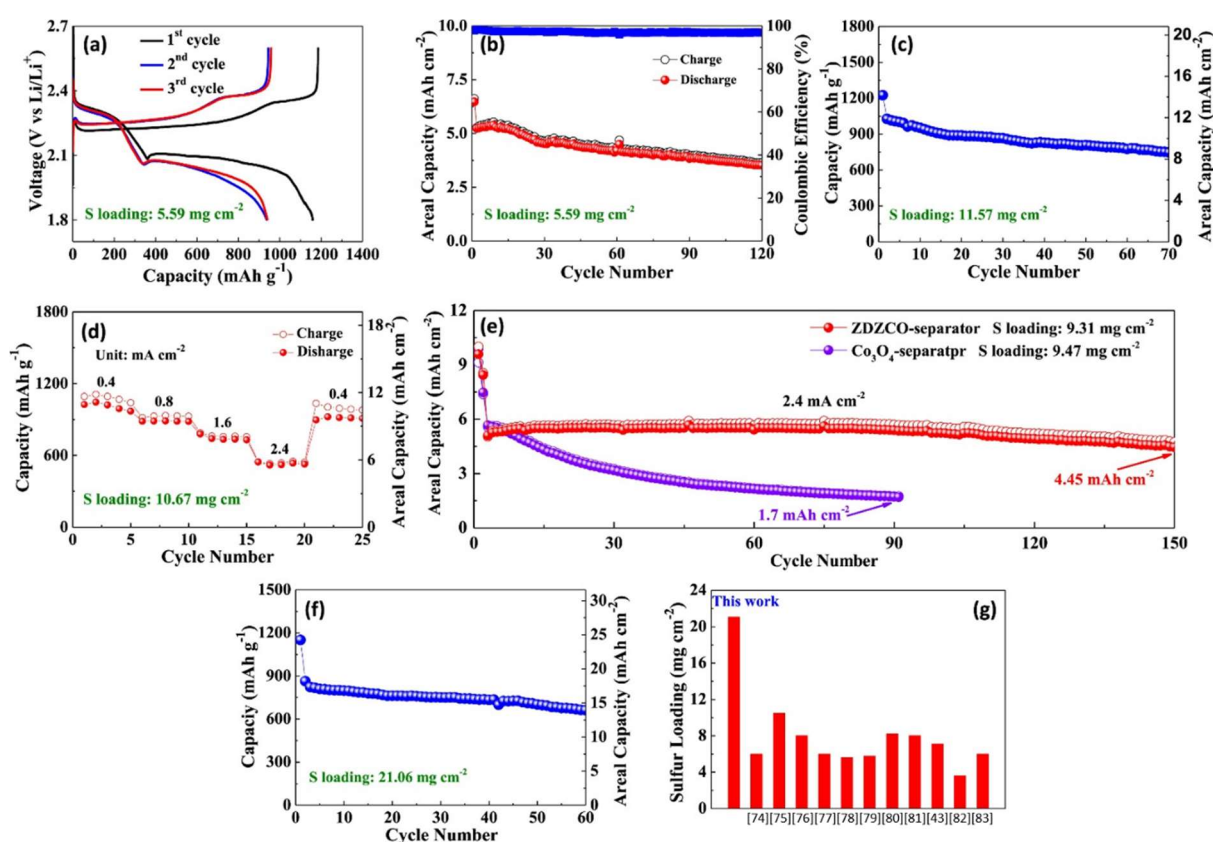 (a)
1st cycle
2nd cycle
3rd cycle
S loading: 5.59 mg cm-2
Voltage (V vs Li/Li+)
2.7
2.4
2.1
1.8
0 200 400 600 800 1000 1200 1400
Capacity (mAh g-1)
(b)
Charge
Discharge
S loading: 5.59 mg cm-2
Areal Capacity (mAh cm-2)
10.0
7.5
5.0
2.5
0.0
Coulombic Efficiency (%)
100
80
60
40
20
0
0 30 60 90 120
Cycle Number
(c)
S loading: 11.57 mg cm-2
Capacity (mAh g-1)
1800
1500
1200
900
600
300
0
Areal Capacity (mAh cm-2)
20
16
12
8
4
0
0 10 20 30 40 50 60 70
Cycle Number
(d)
Charge
Disharge
Unit: mA cm-2
0.4
0.8
1.6
2.4
0.4
S loading: 10.67 mg cm-2
Capacity (mAh g-1)
1800
1200
600
0
Areal Capacity (mAh cm-2)
18
12
6
0
0 5 10 15 20 25
Cycle Number
(e)
ZDZCO-separator S loading: 9.31 mg cm-2
Co3O4-separatpr S loading: 9.47 mg cm-2
2.4 mA cm-2
4.45 mAh cm-2
1.7 mAh cm-2
Areal Capacity (mAh cm-2)
12
9
6
3
0
0 30 60 90 120 150
Cycle Number
(f)
S loading: 21.06 mg cm-2
Capaciy (mAh g-1)
1500
1200
900
600
300
0
Areal Capacity (mAh cm-2)
30
25
20
15
10
5
0
0 10 20 30 40 50 60
Cycle Number
This work
(g)
Sulfur Loading (mg cm-2)
24
20
16
12
8
4
0
[74][75][76][77][78][79][80][81][43][82][83]